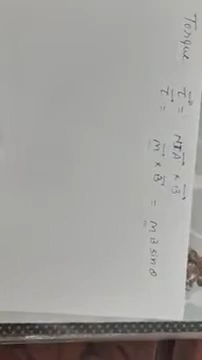 Torque
τ⃗ = NIA⃗ × B⃗
τ⃗ = m⃗ × B⃗ = mB sinθ